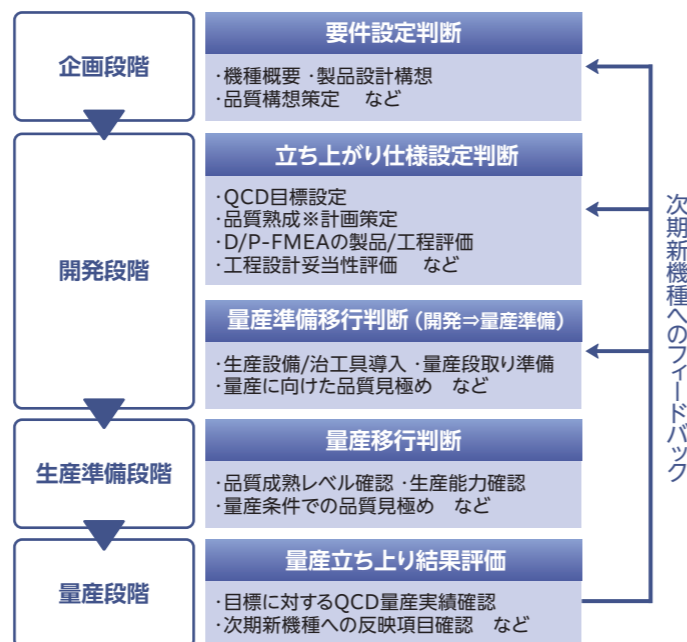 企画段階
要件設定判断
・機種概要 ・製品設計構想
・品質構想策定　など
開発段階
立ち上がり仕様設定判断
・QCD目標設定
・品質熟成※計画策定
・D/P-FMEAの製品/工程評価
・工程設計妥当性評価　など
量産準備移行判断（開発⇒量産準備）
・生産設備/治工具導入 ・量産段取り準備
・量産に向けた品質見極め　など
生産準備段階
量産移行判断
・品質成熟レベル確認 ・生産能力確認
・量産条件での品質見極め　など
量産段階
量産立ち上り結果評価
・目標に対するQCD量産実績確認
・次期新機種への反映項目確認　など
次期新機種へのフィードバック